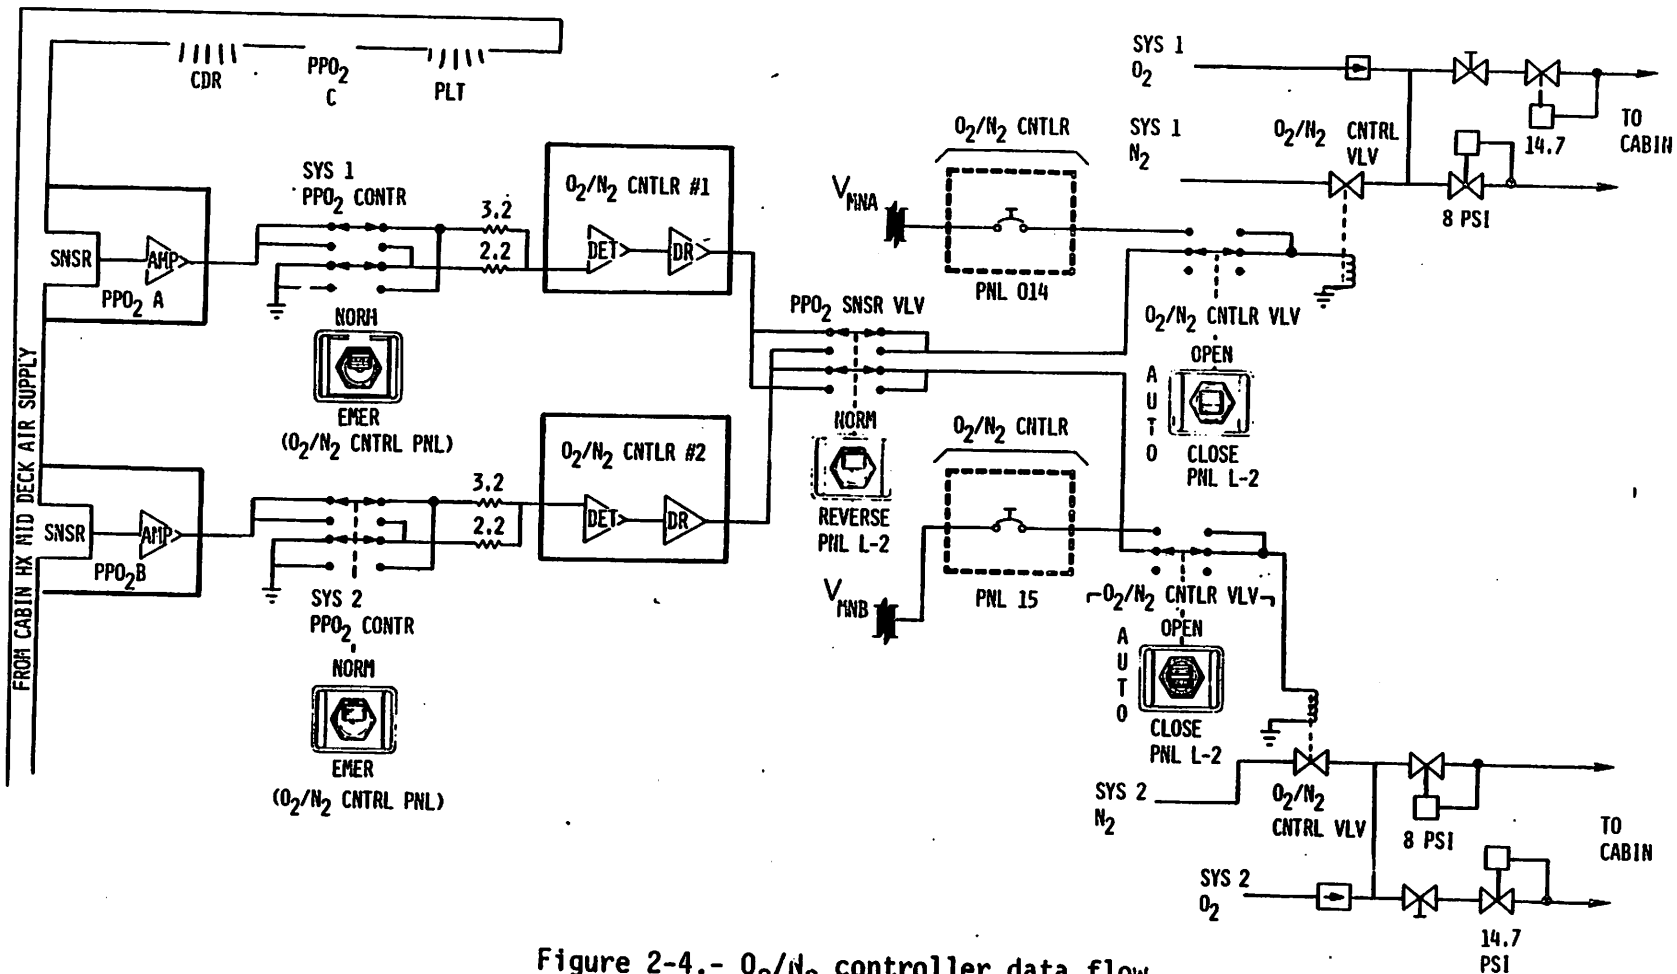 FROM CABIN HX MID DECK AIR SUPPLY
CDR
PPO2
C
PLT
SNSR
AMP
PPO2 A
SYS 1
PPO2 CONTR
NORM
EMER
(O2/N2 CNTRL PNL)
3.2
2.2
O2/N2 CNTLR #1
DET
DR
SNSR
AMP
PPO2B
SYS 2
PPO2 CONTR
NORM
EMER
(O2/N2 CNTRL PNL)
3.2
2.2
O2/N2 CNTLR #2
DET
DR
PPO2 SNSR VLV
NORM
REVERSE
PNL L-2
O2/N2 CNTLR
VMNA
PNL 014
O2/N2 CNTLR
VMNB
PNL 15
O2/N2 CNTLR VLV
OPEN
AUTO
CLOSE
PNL L-2
O2/N2 CNTLR VLV
OPEN
AUTO
CLOSE
PNL L-2
SYS 1
O2
SYS 1
N2
O2/N2 CNTRL
VLV
14.7
8 PSI
TO
CABIN
SYS 2
N2
O2/N2
CNTRL VLV
8 PSI
TO
CABIN
SYS 2
O2
14.7
PSI
Figure 2-4.- O2/N2 controller data flow